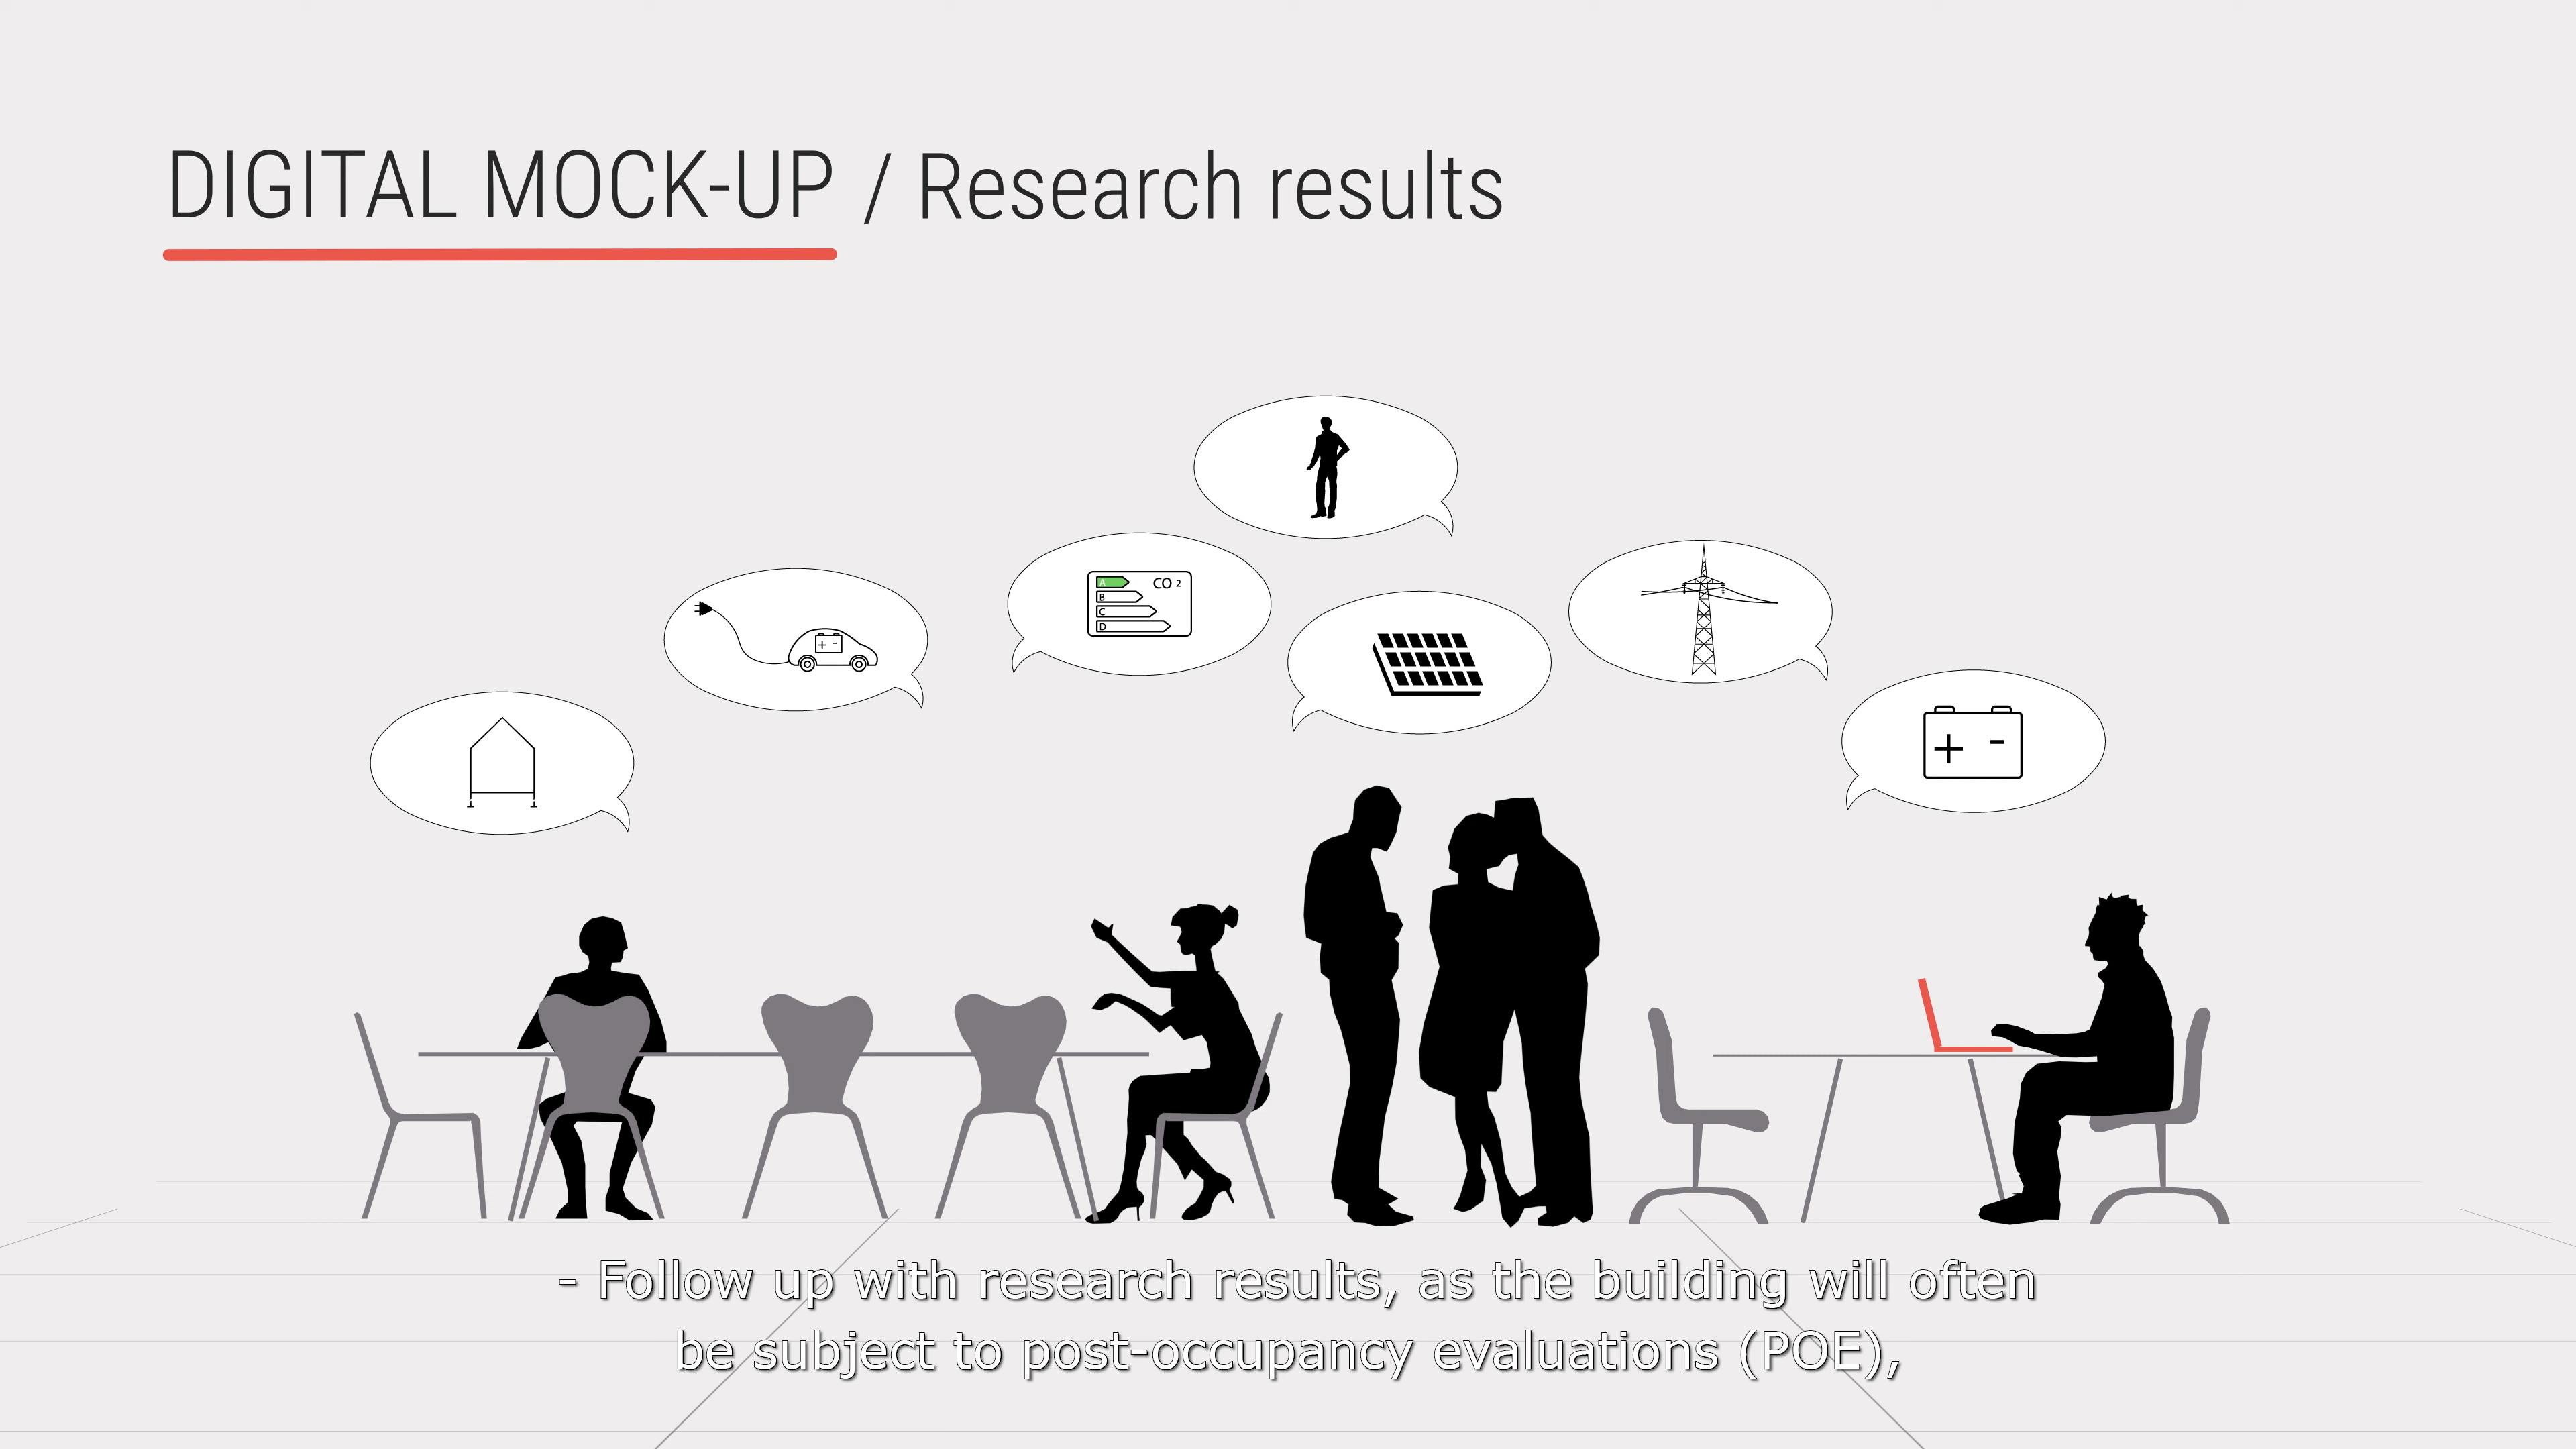 DIGITAL MOCK-UP / Research results
CO 2
A
B
C
D
+ -
+ -
- Follow up with research results, as the building will often
be subject to post-occupancy evaluations (POE),